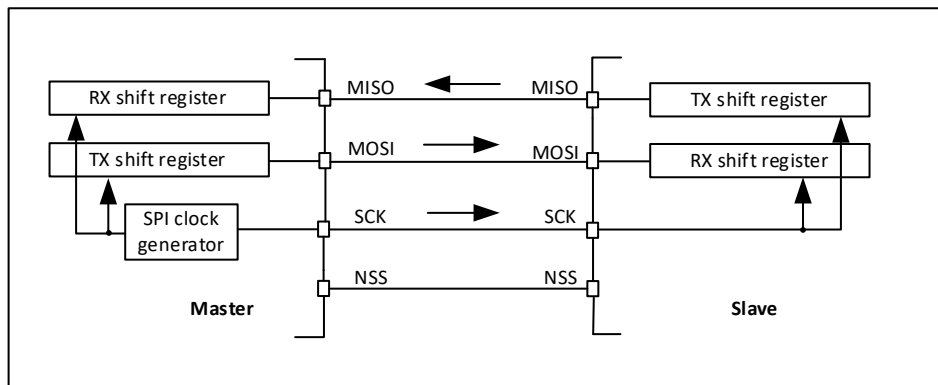 MISO MISO
RX shift register TX shift register
MOSI MOSI
TX shift register RX shift register
SPI clock
generator
SCK SCK
NSS NSS
Master Slave